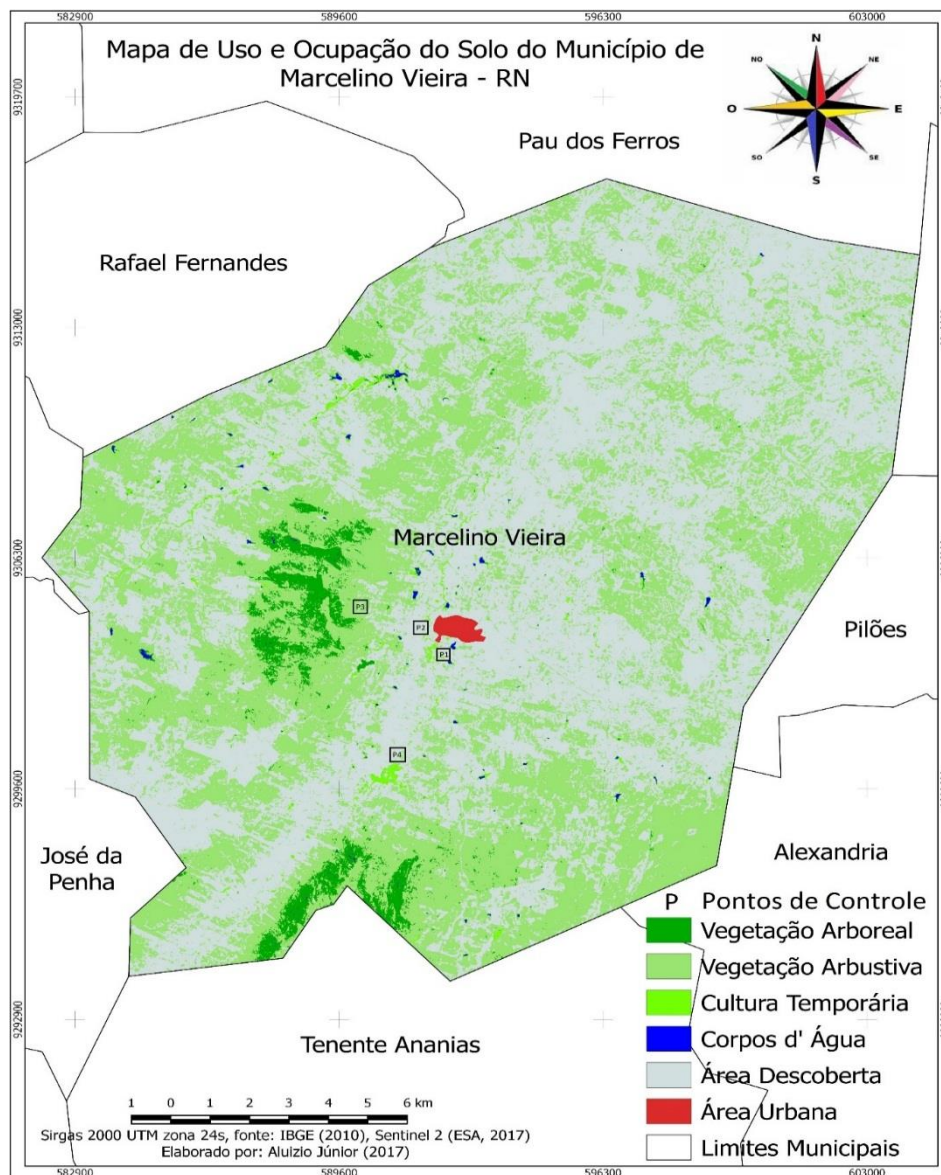 582900
589600
596300
603000
Mapa de Uso e Ocupação do Solo do Município de
Marcelino Vieira - RN
N
NO
NE
O
E
SO
SE
S
9319700
Pau dos Ferros
Rafael Fernandes
9313000
9313000
Marcelino Vieira
9306300
9306300
P3
P2
P1
Pilões
P4
9299600
9299600
José da
Penha
Alexandria
P Pontos de Controle
Vegetação Arboreal
Vegetação Arbustiva
Cultura Temporária
Corpos d' Água
Área Descoberta
Área Urbana
Limites Municipais
9292900
9292900
Tenente Ananias
1 0 1 2 3 4 5 6 km
Sirgas 2000 UTM zona 24s, fonte: IBGE (2010), Sentinel 2 (ESA, 2017)
Elaborado por: Aluizio Júnior (2017)
582900
589600
596300
603000